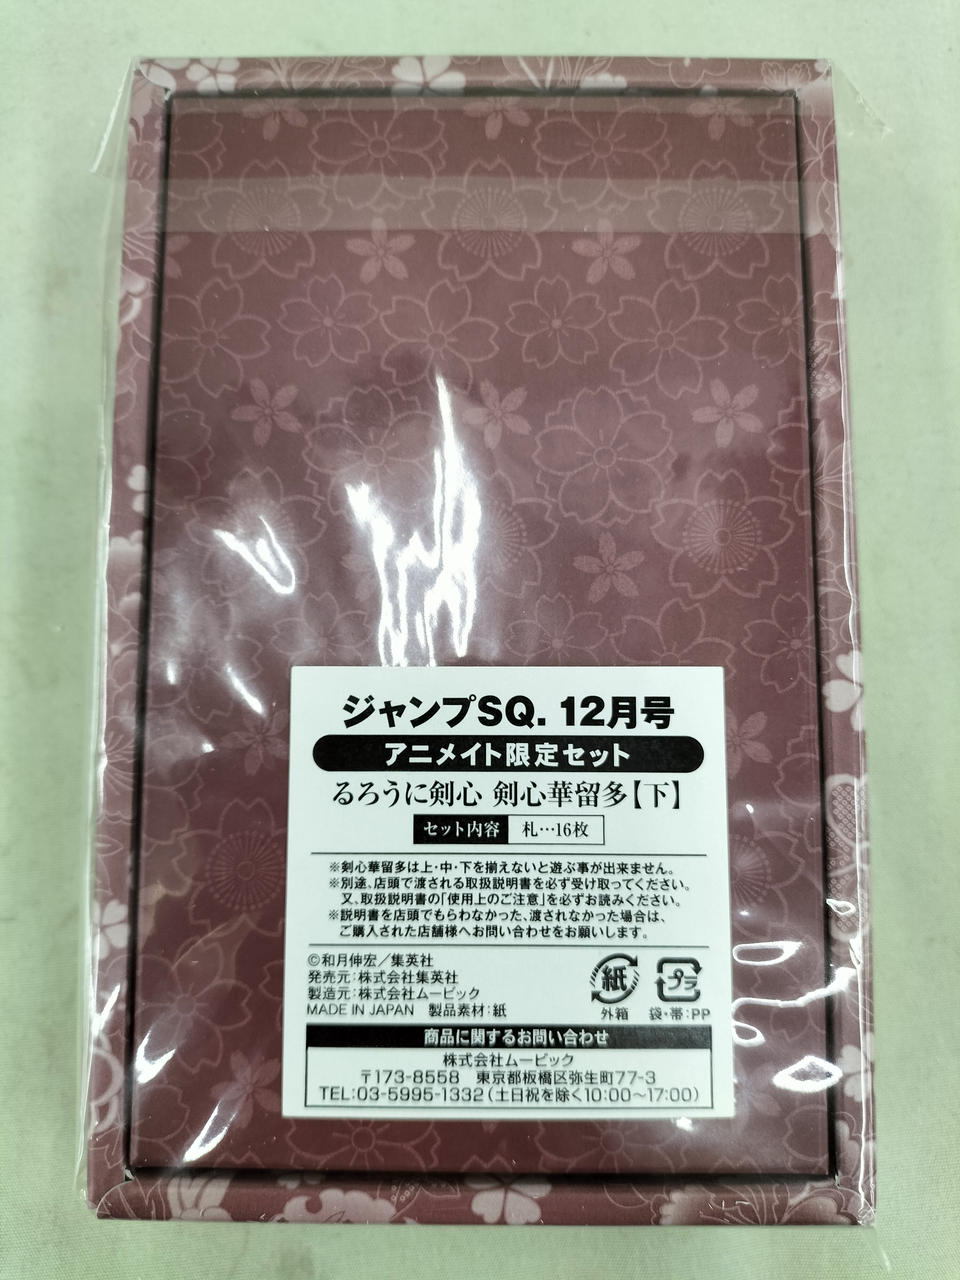 ジャンプSQ. 12月号
アニメイト限定セット
るろうに剣心 剣心華留多【下】
セット内容 札…16枚
※剣心華留多は上・中・下を揃えないと遊ぶ事が出来ません。
※別途、店頭で渡される取扱説明書を必ず受け取ってください。
又、取扱説明書の「使用上のご注意」を必ずお読みください。
※説明書を店頭でもらわなかった、渡されなかった場合は、
ご購入された店舗様へお問い合わせをお願いします。
©和月伸宏／集英社
発売元：株式会社集英社
製造元：株式会社ムービック
MADE IN JAPAN 製品素材：紙
紙 プラ
外箱 袋・帯：PP
商品に関するお問い合わせ
株式会社ムービック
〒173-8558 東京都板橋区弥生町77-3
TEL：03-5995-1332（土日祝を除く10：00〜17：00）